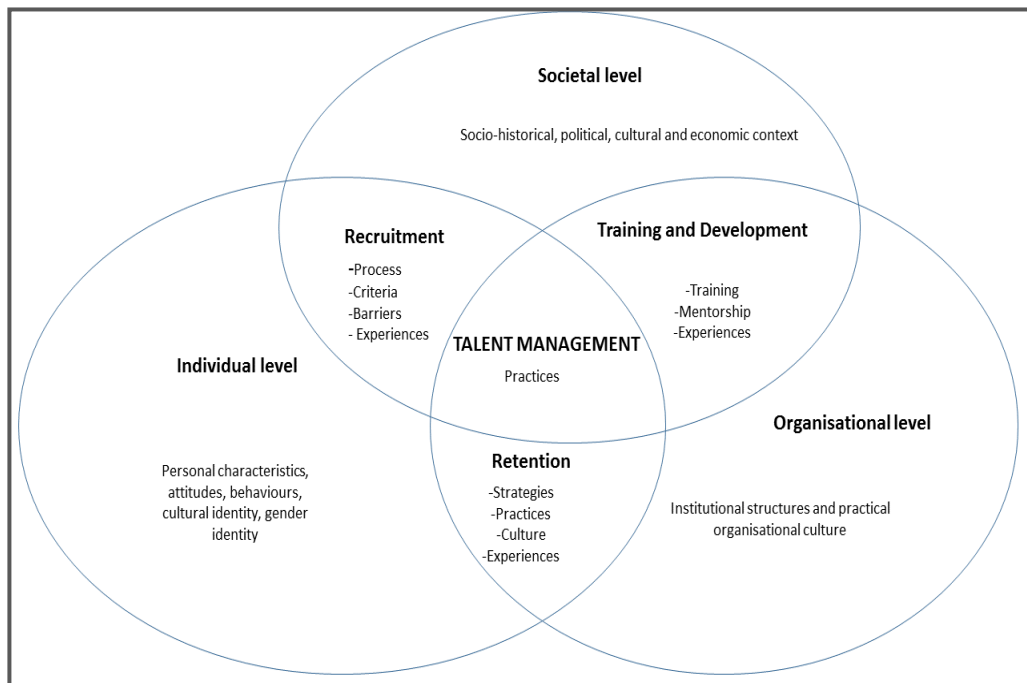 Societal level
Socio-historical, political, cultural and economic context
Recruitment
-Process
-Criteria
-Barriers
- Experiences
Training and Development
-Training
-Mentorship
-Experiences
TALENT MANAGEMENT
Practices
Individual level
Personal characteristics,
attitudes, behaviours,
cultural identity, gender
identity
Organisational level
Institutional structures and practical
organisational culture
Retention
-Strategies
-Practices
-Culture
-Experiences